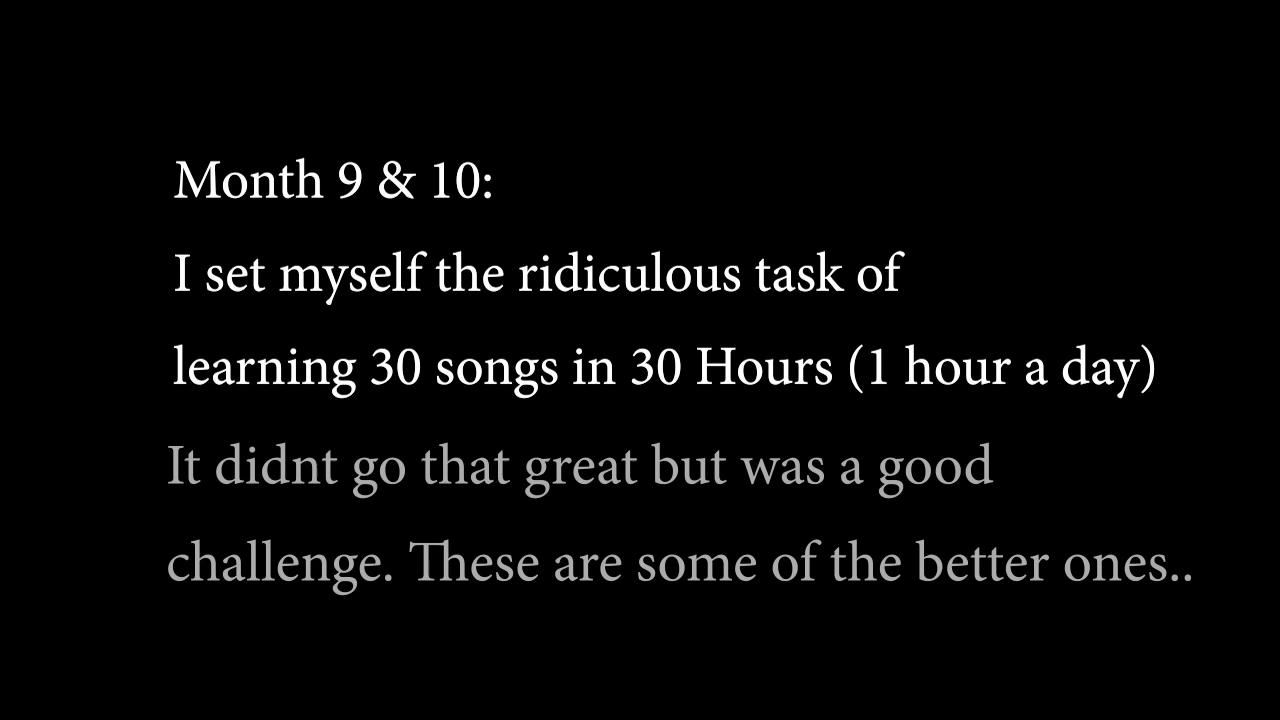 Month 9 & 10:
I set myself the ridiculous task of
learning 30 songs in 30 Hours (1 hour a day)
It didnt go that great but was a good
challenge. These are some of the better ones..